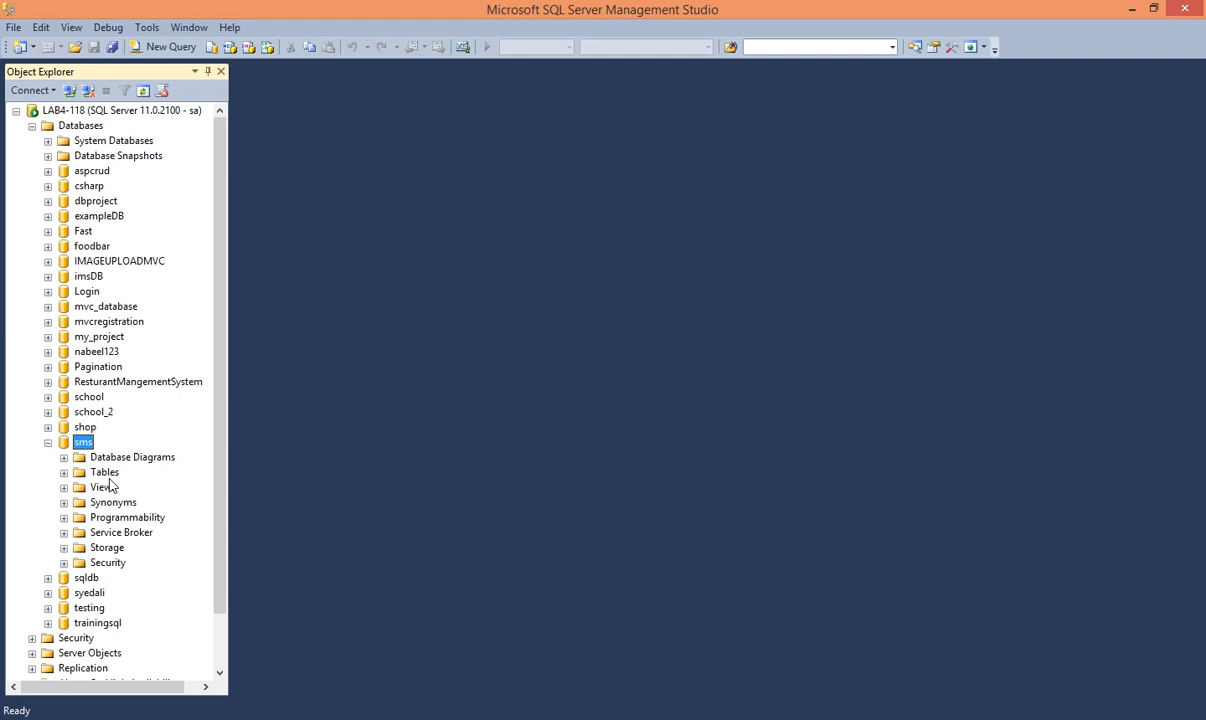 Microsoft SQL Server Management Studio
File Edit View Debug Tools Window Help
New Query
Object Explorer
Connect
LAB4-118 (SQL Server 11.0.2100 - sa)
Databases
System Databases
Database Snapshots
aspcrud
csharp
dbproject
exampleDB
Fast
foodbar
IMAGEUPLOADMVC
imsDB
Login
mvc_database
mvcregistration
my_project
nabeel123
Pagination
ResturantMangementSystem
school
school_2
shop
sms
Database Diagrams
Tables
Views
Synonyms
Programmability
Service Broker
Storage
Security
sqldb
syedali
testing
trainingsql
Security
Server Objects
Replication
Ready